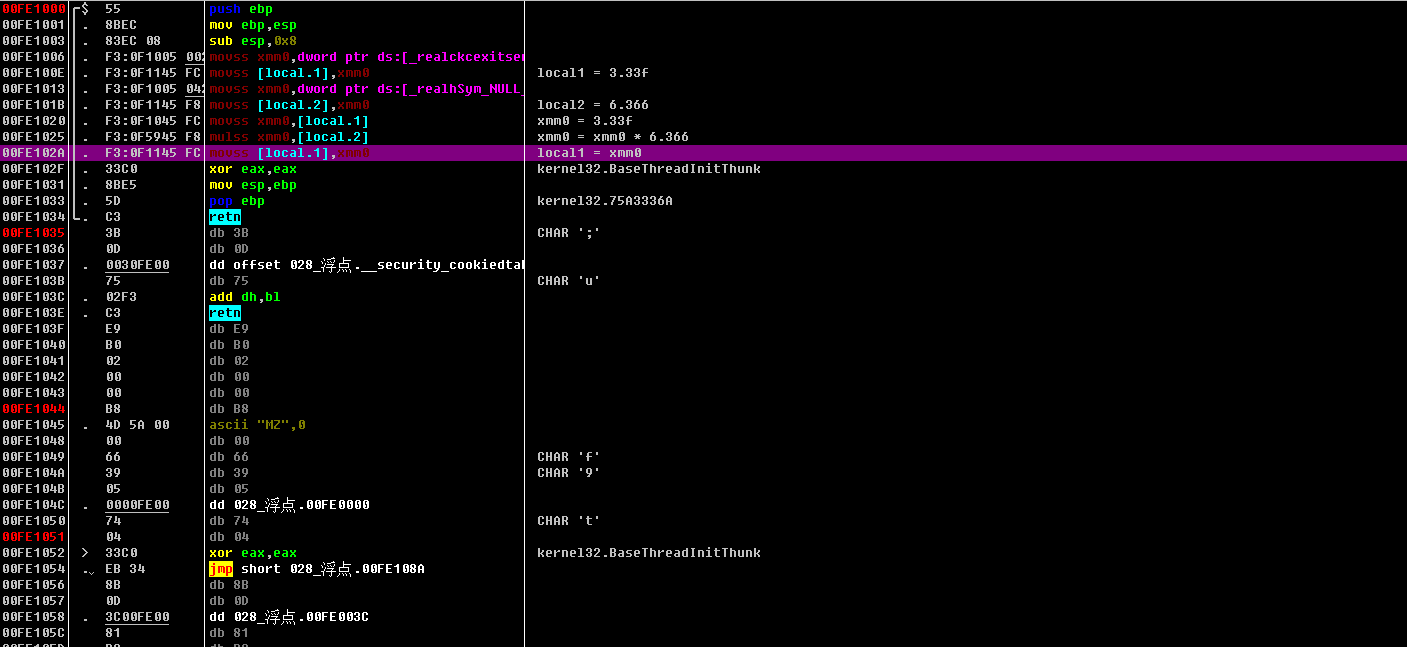 00FE1000 $ 55 push ebp
00FE1001 . 8BEC mov ebp,esp
00FE1003 . 83EC 08 sub esp,0x8
00FE1006 . F3:0F1005 002 movss xmm0,dword ptr ds:[_realckcexitse
00FE100E . F3:0F1145 FC movss [local.1],xmm0 local1 = 3.33f
00FE1013 . F3:0F1005 042 movss xmm0,dword ptr ds:[_realhSym_NULL_
00FE101B . F3:0F1145 F8 movss [local.2],xmm0 local2 = 6.366
00FE1020 . F3:0F1045 FC movss xmm0,[local.1] xmm0 = 3.33f
00FE1025 . F3:0F5945 F8 mulss xmm0,[local.2] xmm0 = xmm0 * 6.366
00FE102A . F3:0F1145 FC movss [local.1],xmm0 local1 = xmm0
00FE102F . 33C0 xor eax,eax kernel32.BaseThreadInitThunk
00FE1031 . 8BE5 mov esp,ebp
00FE1033 . 5D pop ebp kernel32.75A3336A
00FE1034 . C3 retn
00FE1035 3B db 3B CHAR ';'
00FE1036 0D db 0D
00FE1037 . 0030FE00 dd offset 028_浮点.__security_cookiedta
00FE103B 75 db 75 CHAR 'u'
00FE103C . 02F3 add dh,bl
00FE103E . C3 retn
00FE103F E9 db E9
00FE1040 B0 db B0
00FE1041 02 db 02
00FE1042 00 db 00
00FE1043 00 db 00
00FE1044 B8 db B8
00FE1045 . 4D 5A 00 ascii "MZ",0
00FE1048 00 db 00
00FE1049 66 db 66 CHAR 'f'
00FE104A 39 db 39 CHAR '9'
00FE104B 05 db 05
00FE104C . 0000FE00 dd 028_浮点.00FE0000
00FE1050 74 db 74 CHAR 't'
00FE1051 04 db 04
00FE1052 > 33C0 xor eax,eax kernel32.BaseThreadInitThunk
00FE1054 . EB 34 jmp short 028_浮点.00FE108A
00FE1056 8B db 8B
00FE1057 0D db 0D
00FE1058 . 3C00FE00 dd 028_浮点.00FE003C
00FE105C 81 db 81